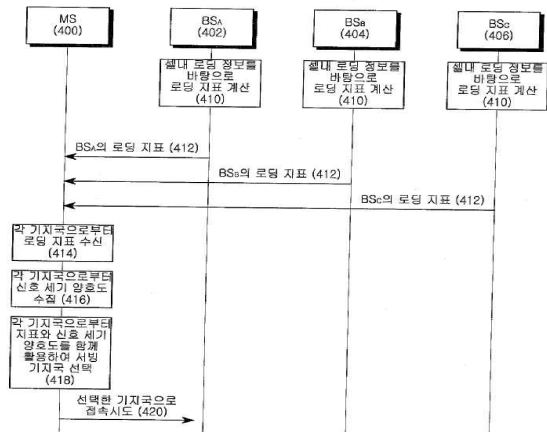 MS
(400)
BSA
(402)
BSB
(404)
BSC
(406)
셀내 로딩 정보를
바탕으로
로딩 지표 계산
(410)
셀내 로딩 정보를
바탕으로
로딩 지표 계산
(410)
셀내 로딩 정보를
바탕으로
로딩 지표 계산
(410)
BSA의 로딩 지표 (412)
BSB의 로딩 지표 (412)
BSC의 로딩 지표 (412)
각 기지국으로부터
로딩 지표 수신
(414)
각 기지국으로부터
신호 세기 양호도
수집 (416)
각 기지국으로부터
지표와 신호 세기
양호도를 함께
활용하여 서빙
기지국 선택
(418)
선택한 기지국으로
접속시도 (420)